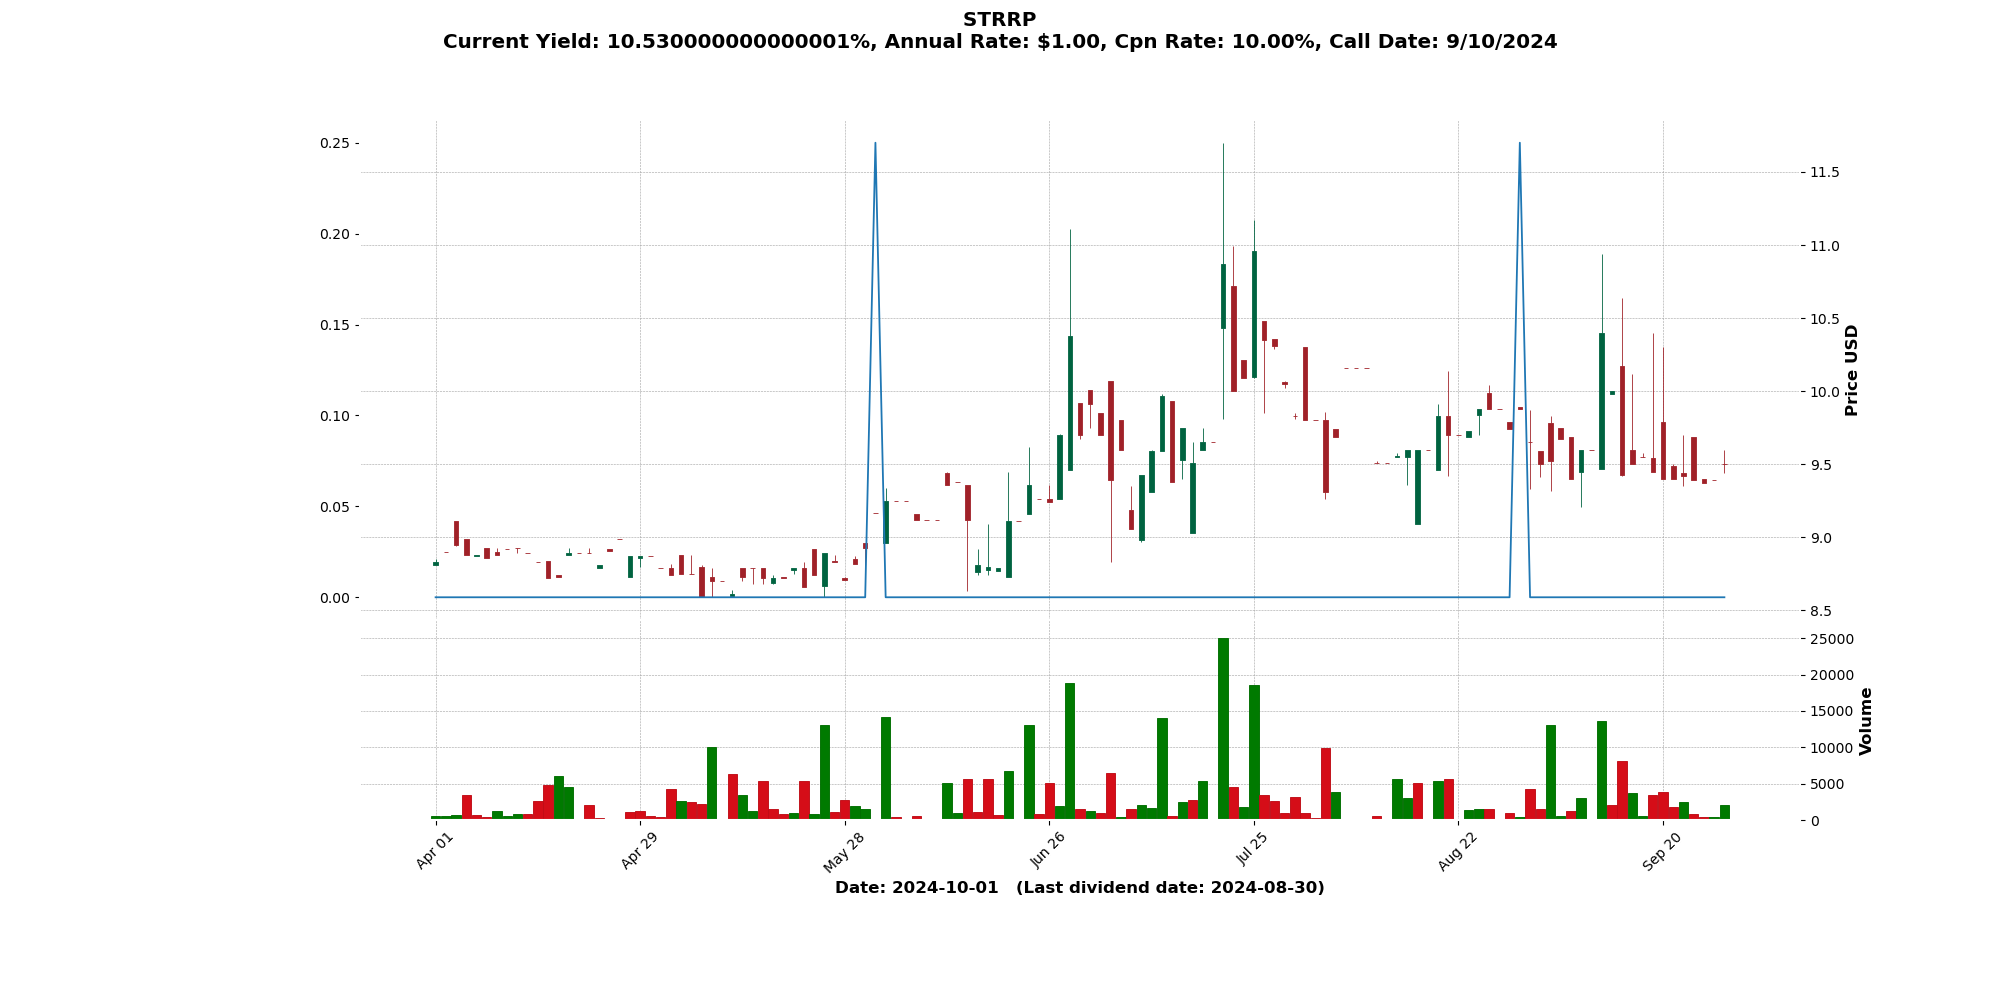 STRRP
Current Yield: 10.530000000000001%, Annual Rate: $1.00, Cpn Rate: 10.00%, Call Date: 9/10/2024
0.25
0.20
0.15
0.10
0.05
0.00
11.5
11.0
10.5
10.0
9.5
9.0
8.5
Price USD
25000
20000
15000
10000
5000
0
Volume
Apr 01
Apr 29
May 28
Jun 26
Jul 25
Aug 22
Sep 20
Date: 2024-10-01 (Last dividend date: 2024-08-30)